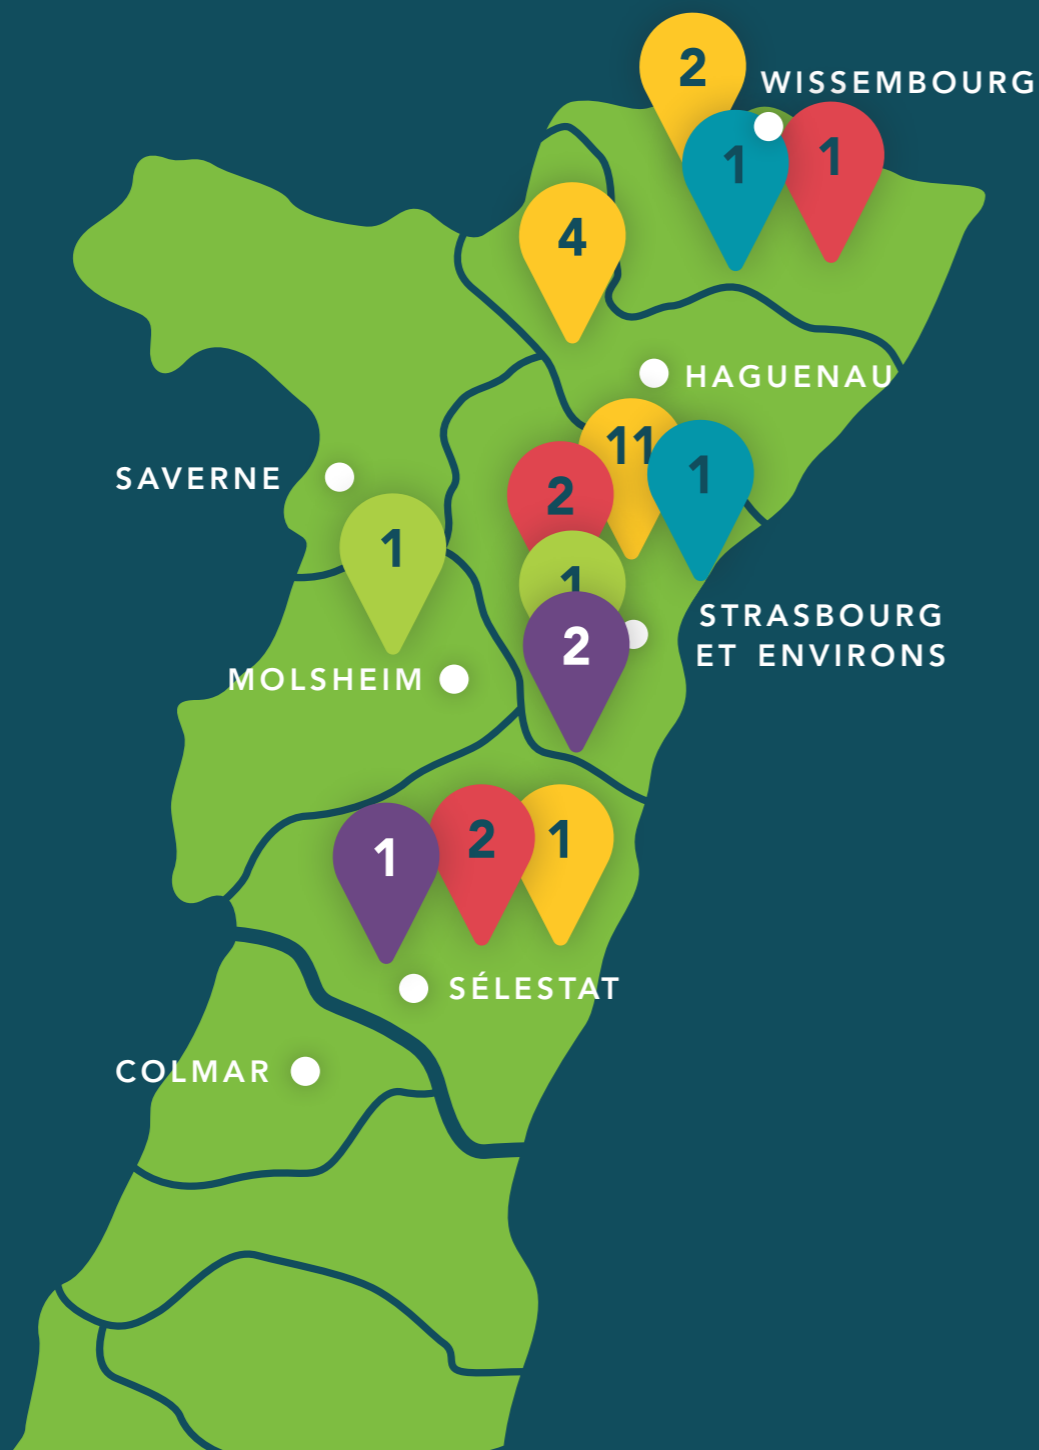 2
WISSEMBOURG
1
1
4
HAGUENAU
11
1
2
SAVERNE
1
1
STRASBOURG
ET ENVIRONS
2
MOLSHEIM
1
2
1
SÉLESTAT
COLMAR